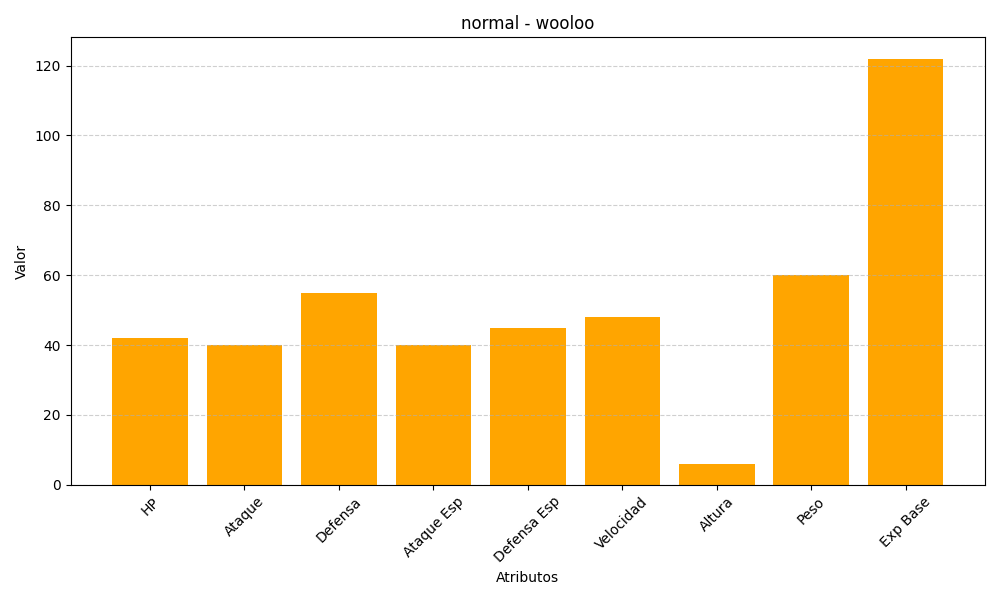 normal - wooloo
Valor
120
100
80
60
40
20
0
HP
Ataque
Defensa
Ataque Esp
Defensa Esp
Velocidad
Altura
Peso
Exp Base
Atributos